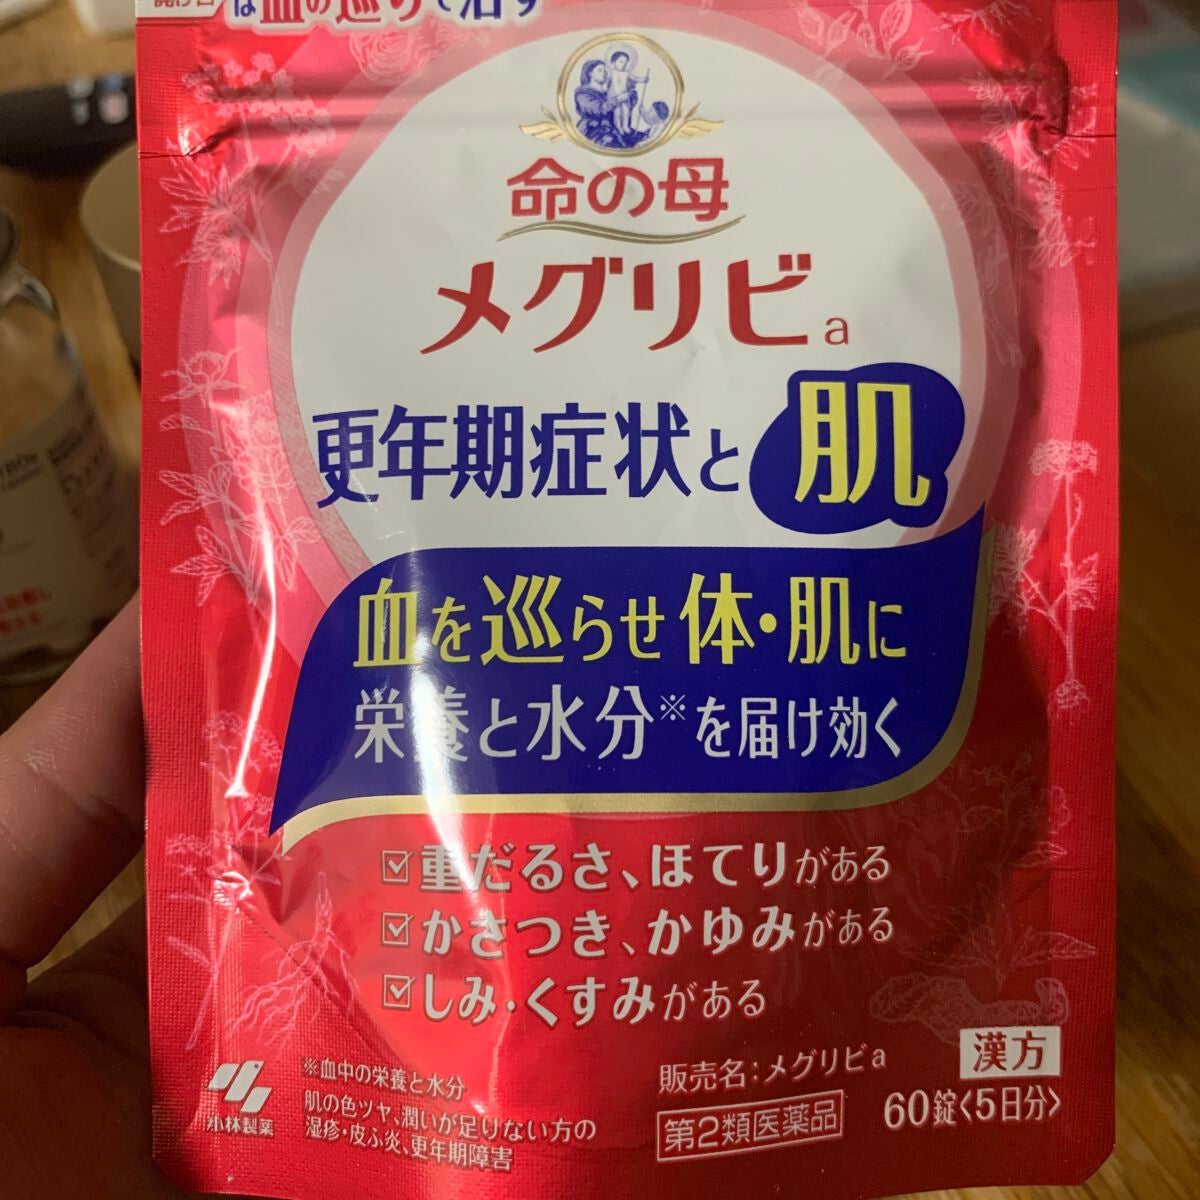 開け口
は血の巡りで治す
命の母
メグリビa
更年期症状と肌
血を巡らせ体・肌に
栄養と水分※を届け効く
重だるさ、ほてりがある
かさつき、かゆみがある
しみ・くすみがある
※血中の栄養と水分
肌の色ツヤ、潤いが足りない方の
湿疹・皮ふ炎、更年期障害
小林製薬
販売名:メグリビa
漢方
第2類医薬品
60錠<5日分>